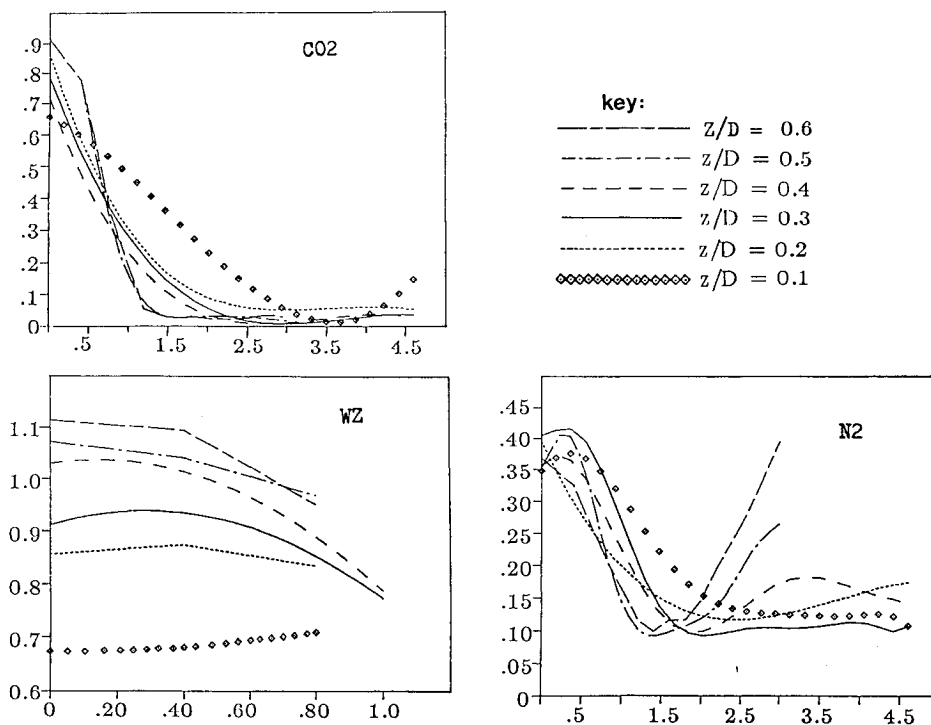 CO2
.9
.8
.7
.6
.5
.4
.3
.2
.1
0
.5 1.5 2.5 3.5 4.5
key:
Z/D = 0.6
z/D = 0.5
z/D = 0.4
z/D = 0.3
z/D = 0.2
z/D = 0.1
WZ
1.1
1.0
0.9
0.8
0.7
0.6
0 .20 .40 .60 .80 1.0
N2
.45
.40
.35
.30
.25
.20
.15
.10
.05
0
.5 1.5 2.5 3.5 4.5